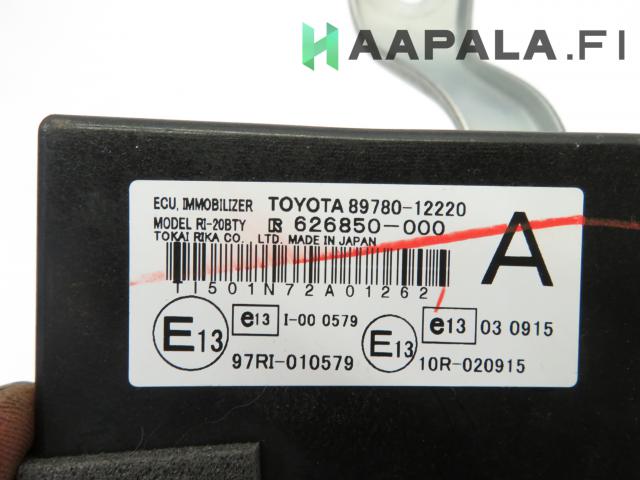 HAAPALA.FI
ECU, IMMOBILIZER TOYOTA 89780-12220
MODEL RI-20BTY 626850-000
TOKAI RIKA CO., LTD. MADE IN JAPAN
A
TI501N72A01262
E13 e13 I-00 0579
97RI-010579
E13 e13 03 0915
10R-020915